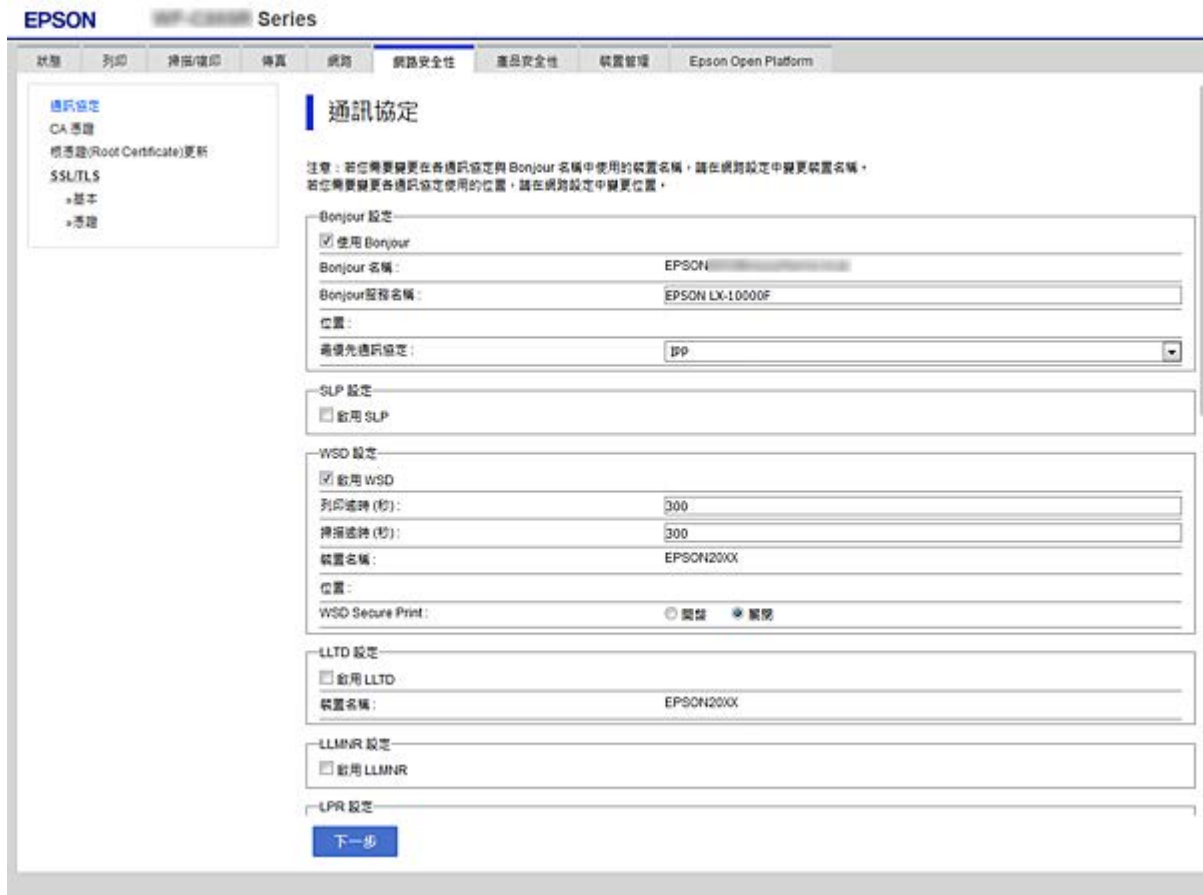 EPSON Series
狀態 列印 掃描/複印 傳真 網路 網路安全性 產品安全性 裝置管理 Epson Open Platform
通訊協定
CA 憑證
根憑證(Root Certificate)更新
SSL/TLS
»基本
»憑證
通訊協定
注意：若您需要變更在各通訊協定與 Bonjour 名稱中使用的裝置名稱，請在網路設定中變更裝置名稱。
若您需要變更各通訊協定使用的位置，請在網路設定中變更位置。
Bonjour 設定
使用 Bonjour
Bonjour 名稱： EPSON
Bonjour服務名稱： EPSON LX-10000F
位置：
最優先通訊協定： IPP
SLP 設定
啟用 SLP
WSD 設定
啟用 WSD
列印逾時 (秒)： 300
掃描逾時 (秒)： 300
裝置名稱： EPSON20XX
位置：
WSD Secure Print： 開啟 關閉
LLTD 設定
啟用 LLTD
裝置名稱： EPSON20XX
LLMNR 設定
啟用 LLMNR
LPR 設定
下一步